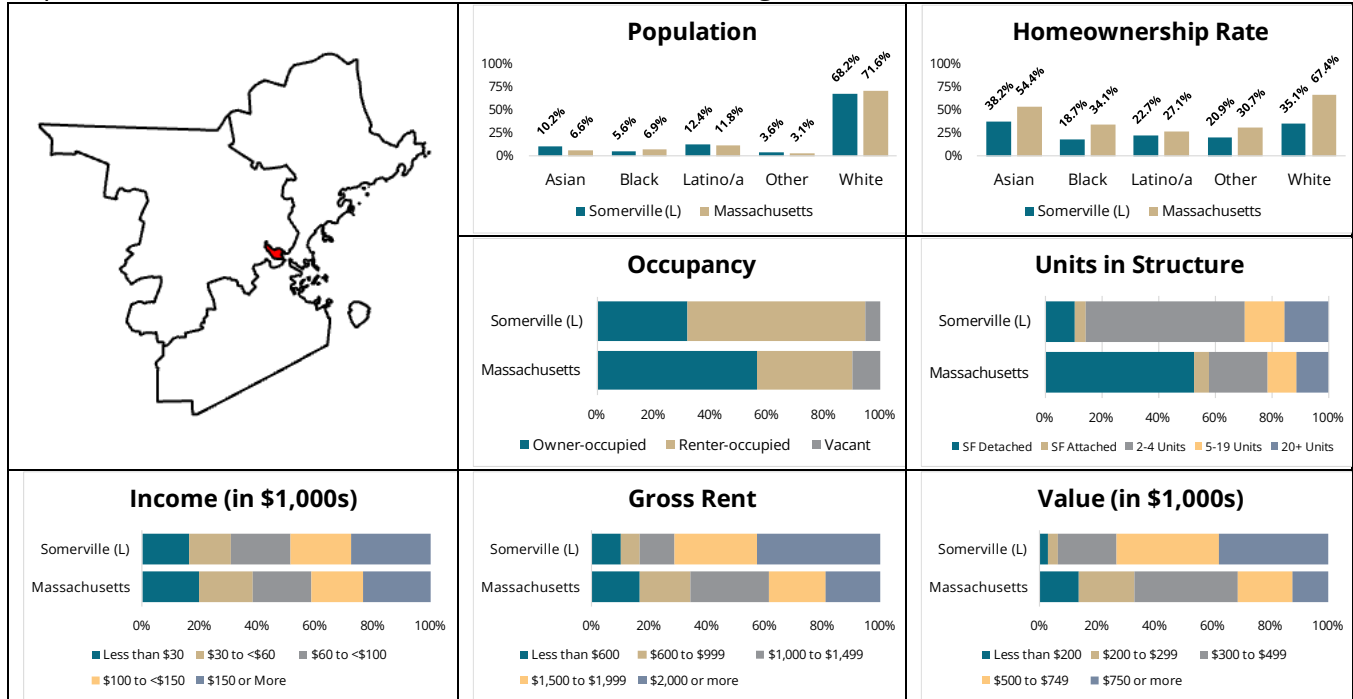 Population
100%
75%
50%
25%
0%
10.2% 6.6% 5.6% 6.9% 12.4% 11.8% 3.6% 3.1% 68.2% 71.6%
Asian Black Latino/a Other White
Somerville (L) Massachusetts
Homeownership Rate
100%
75%
50%
25%
0%
38.2% 54.4% 18.7% 34.1% 22.7% 27.1% 20.9% 30.7% 35.1% 67.4%
Asian Black Latino/a Other White
Somerville (L) Massachusetts
Occupancy
Somerville (L)
Massachusetts
0% 20% 40% 60% 80% 100%
Owner-occupied Renter-occupied Vacant
Units in Structure
Somerville (L)
Massachusetts
0% 20% 40% 60% 80% 100%
SF Detached SF Attached 2-4 Units 5-19 Units 20+ Units
Income (in $1,000s)
Somerville (L)
Massachusetts
0% 20% 40% 60% 80% 100%
Less than $30 $30 to <$60 $60 to <$100
$100 to <$150 $150 or More
Gross Rent
Somerville (L)
Massachusetts
0% 20% 40% 60% 80% 100%
Less than $600 $600 to $999 $1,000 to $1,499
$1,500 to $1,999 $2,000 or more
Value (in $1,000s)
Somerville (L)
Massachusetts
0% 20% 40% 60% 80% 100%
Less than $200 $200 to $299 $300 to $499
$500 to $749 $750 or more